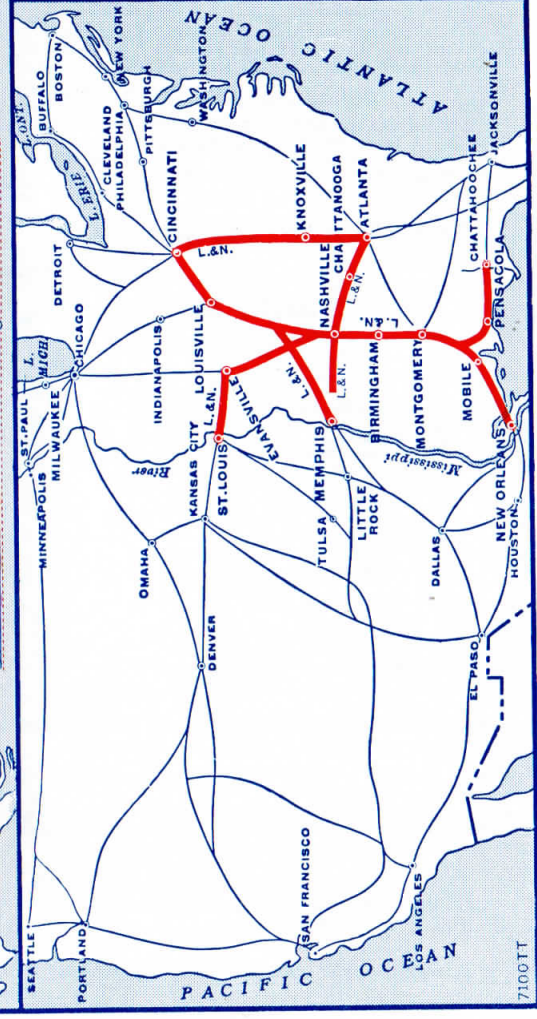 SEATTLE
PORTLAND
SAN FRANCISCO
LOS ANGELES
PACIFIC OCEAN
MINNEAPOLIS
ST. PAUL
MILWAUKEE
L. MICH.
CHICAGO
OMAHA
DENVER
KANSAS CITY
ST. LOUIS
River
Mississippi
INDIANAPOLIS
DETROIT
L. ERIE
L. ONT.
BUFFALO
BOSTON
NEW YORK
CLEVELAND
PHILADELPHIA
PITTSBURGH
WASHINGTON
CINCINNATI
LOUISVILLE
EVANSVILLE
L.&N.
L.&N.
L.&N.
L.&N.
L.&N.
L.&N.
KNOXVILLE
CHATTANOOGA
NASHVILLE
ATLANTA
MEMPHIS
TULSA
LITTLE
ROCK
BIRMINGHAM
MONTGOMERY
CHATTAHOOCHEE
JACKSONVILLE
PENSACOLA
MOBILE
NEW ORLEANS
HOUSTON
DALLAS
EL PASO
ATLANTIC OCEAN
7100TT